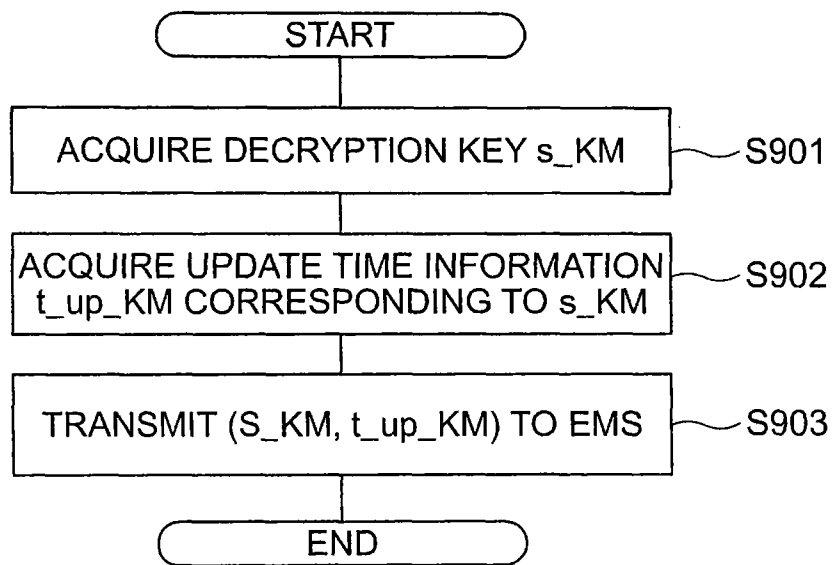 START
ACQUIRE DECRYPTION KEY s_KM
S901
ACQUIRE UPDATE TIME INFORMATION
t_up_KM CORRESPONDING TO s_KM
S902
TRANSMIT (S_KM, t_up_KM) TO EMS
S903
END